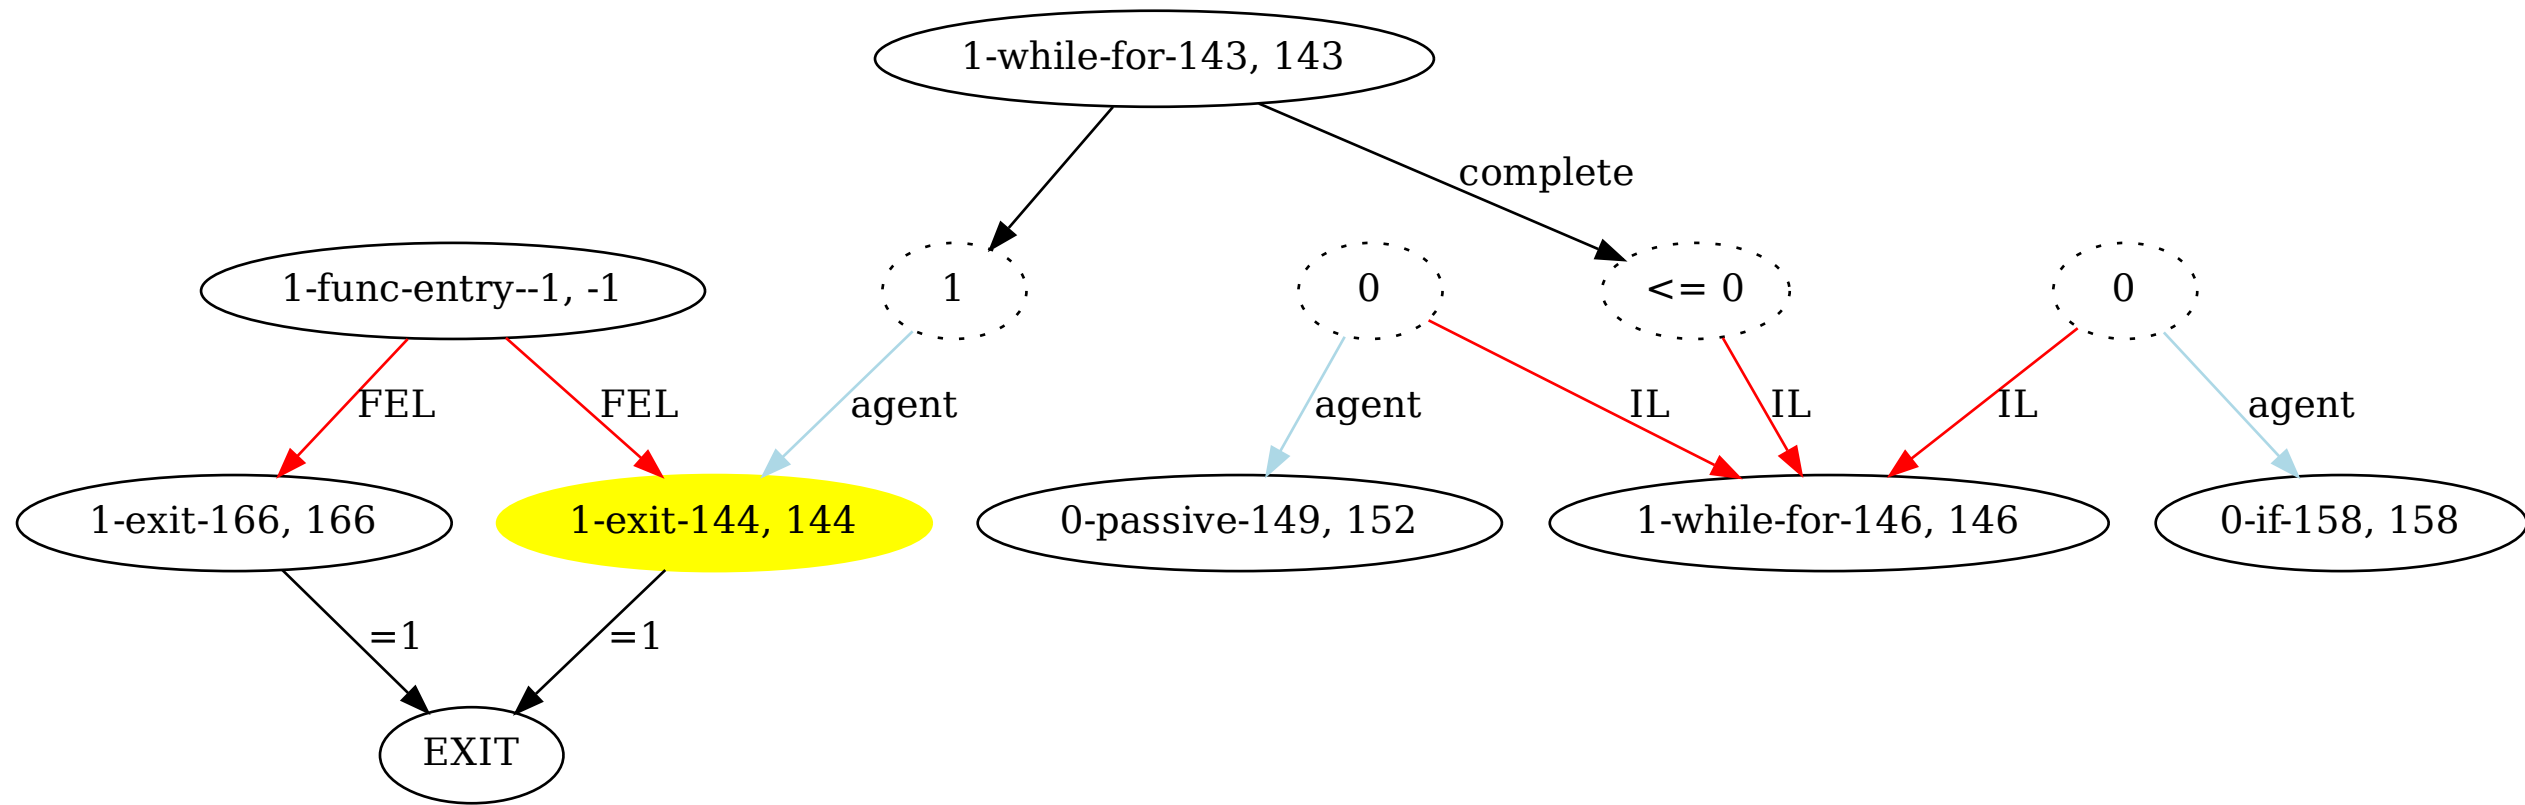 1-while-for-143, 143
complete
1-func-entry--1, -1
1
0
<= 0
0
FEL
FEL
agent
agent
IL
IL
IL
agent
1-exit-166, 166
1-exit-144, 144
0-passive-149, 152
1-while-for-146, 146
0-if-158, 158
=1
=1
EXIT